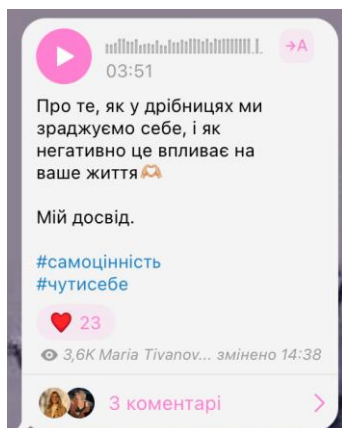 →A
03:51
Про те, як у дрібницях ми
зраджуємо себе, і як
негативно це впливає на
ваше життя🫶🏼
Мій досвід.
#самоцінність
#чутисебе
❤️ 23
3,6K Maria Tivanov... змінено 14:38
3 коментарі